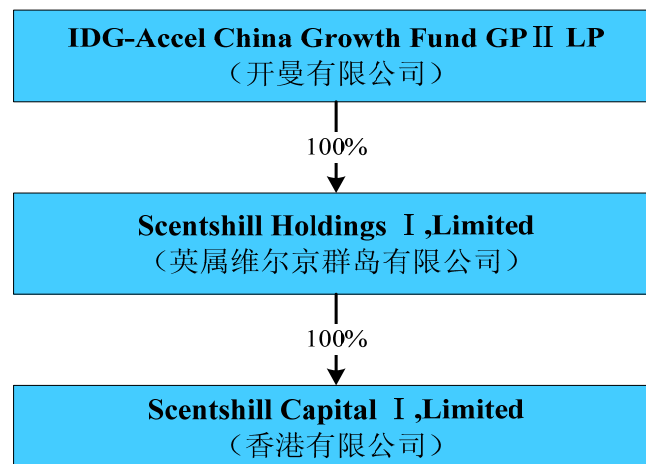 IDG-Accel China Growth Fund GPⅡ LP
（开曼有限公司）
100%
Scentshill Holdings Ⅰ,Limited
（英属维尔京群岛有限公司）
100%
Scentshill Capital Ⅰ,Limited
（香港有限公司）